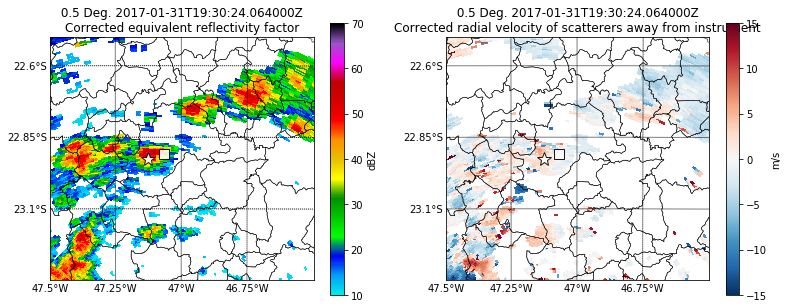 0.5 Deg. 2017-01-31T19:30:24.064000Z
Corrected equivalent reflectivity factor
22.6°S
22.85°S
23.1°S
47.5°W 47.25°W 47°W 46.75°W
70
60
50
40
30
20
10
dBZ
0.5 Deg. 2017-01-31T19:30:24.064000Z
Corrected radial velocity of scatterers away from instrument
22.6°S
22.85°S
23.1°S
47.5°W 47.25°W 47°W 46.75°W
15
10
5
0
−5
−10
−15
m/s